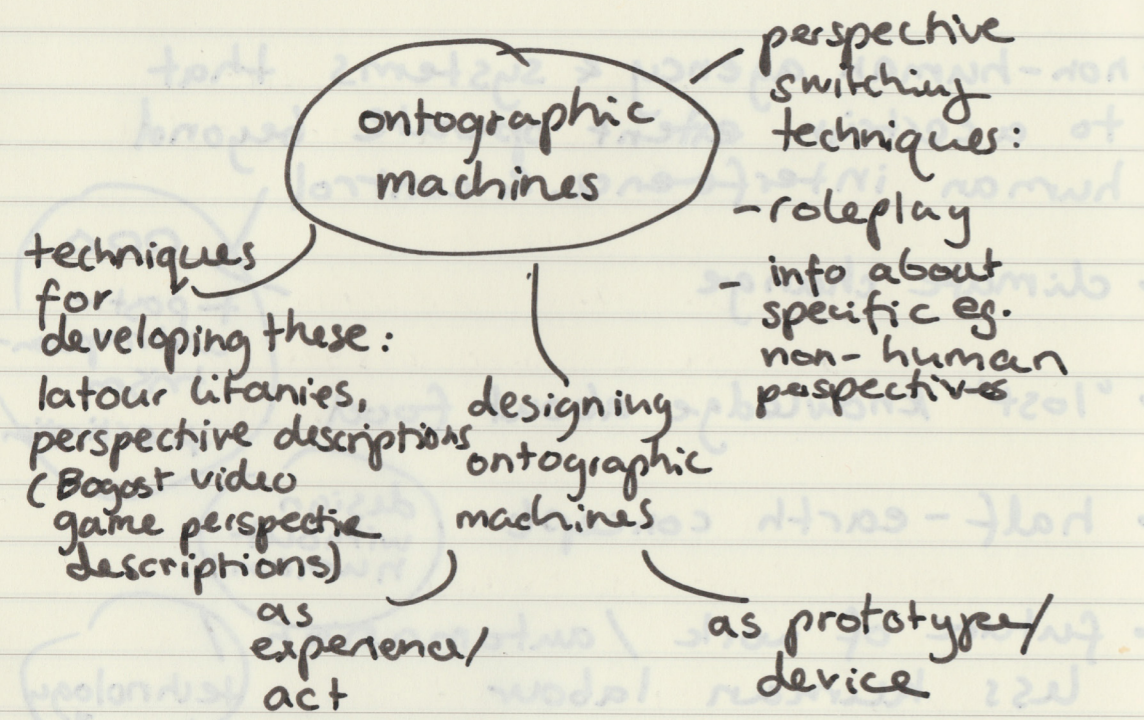 ontographic
machines
perspective
switching
techniques:
- roleplay
- info about
specific eg.
non-human
perspectives
techniques
for
developing these:
latour litanies,
perspective descriptions
(Bogost video
game perspectie
descriptions)
designing
ontographic
machines
as
experience/
act
as prototype/
device